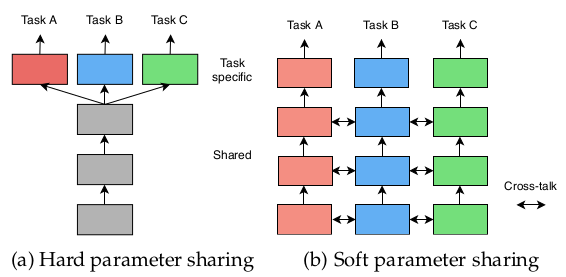 Task A Task B Task C
Task
specific
Shared
(a) Hard parameter sharing
Task A Task B Task C
Cross-talk
(b) Soft parameter sharing